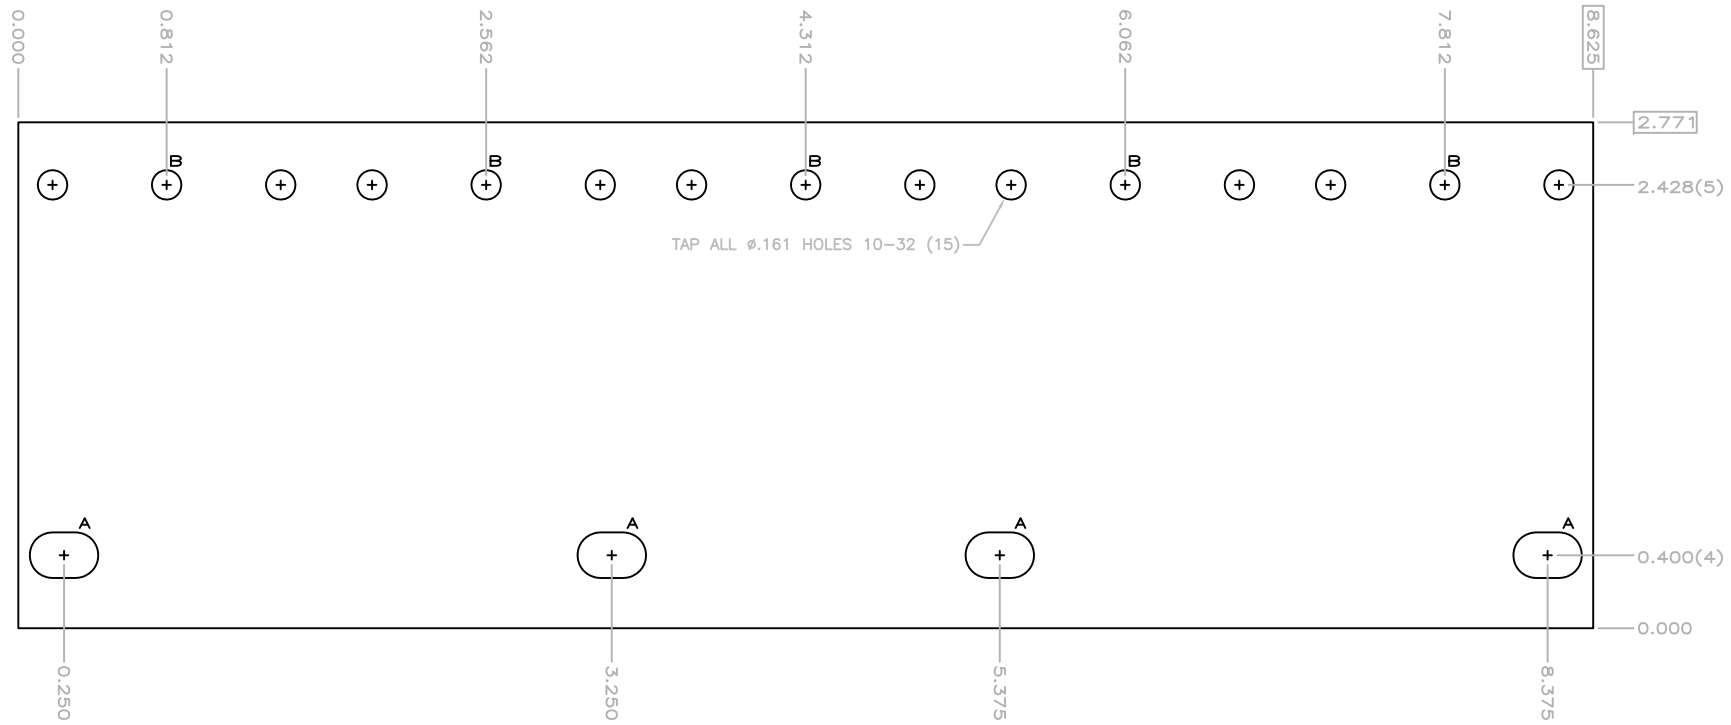 0.000
0.812
2.562
4.312
6.062
7.812
8.625
2.771
B
B
B
B
B
2.428(5)
TAP ALL ø.161 HOLES 10-32 (15)
A
A
A
A
0.400(4)
0.000
0.250
3.250
5.375
8.375